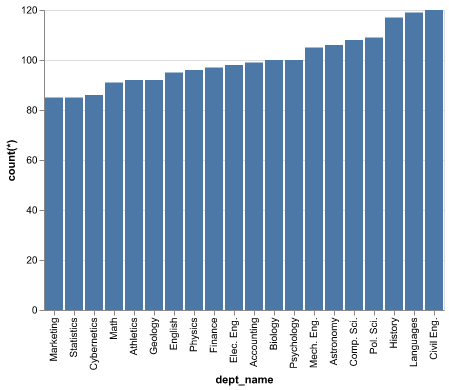 120
100
80
60
40
20
0
count(*)
Marketing
Statistics
Cybernetics
Math
Athletics
Geology
English
Physics
Finance
Elec. Eng.
Accounting
Biology
Psychology
Mech. Eng.
Astronomy
Comp. Sci.
Pol. Sci.
History
Languages
Civil Eng.
dept_name